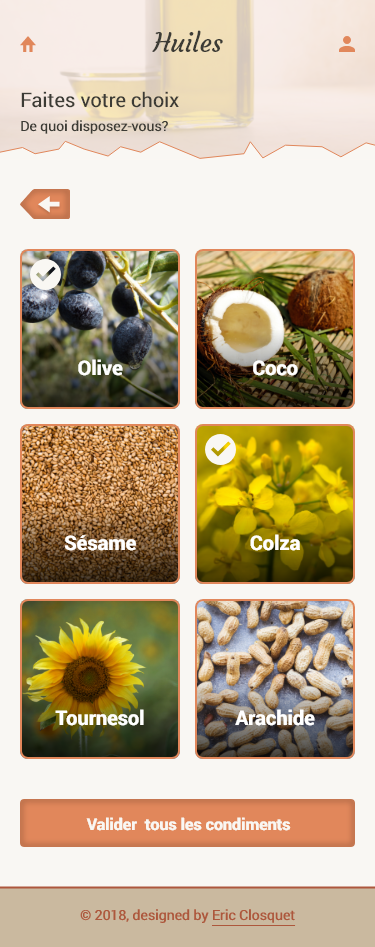 Huiles
Faites votre choix
De quoi disposez-vous?
Olive
Coco
Sésame
Colza
Tournesol
Arachide
Valider tous les condiments
© 2018, designed by Eric Closquet